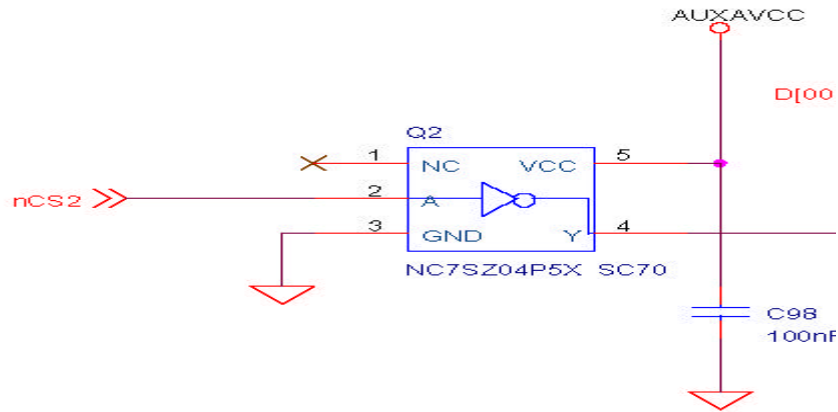 AUXAVCC
D[00
Q2
1 NC VCC 5
nCS2 2 A
3 GND Y 4
NC7SZ04P5X SC70
C98
100nF